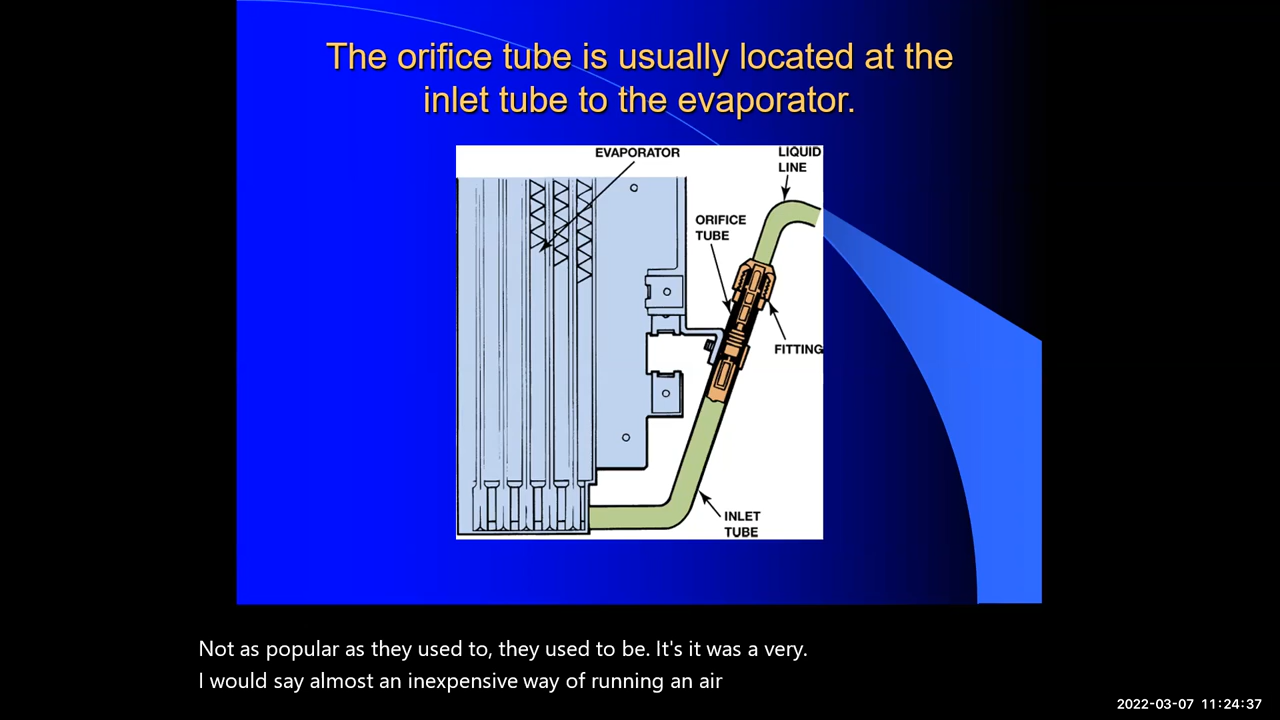 The orifice tube is usually located at the
inlet tube to the evaporator.
EVAPORATOR
LIQUID
LINE
ORIFICE
TUBE
FITTING
INLET
TUBE
Not as popular as they used to, they used to be. It's it was a very.
I would say almost an inexpensive way of running an air
2022-03-07 11:24:37